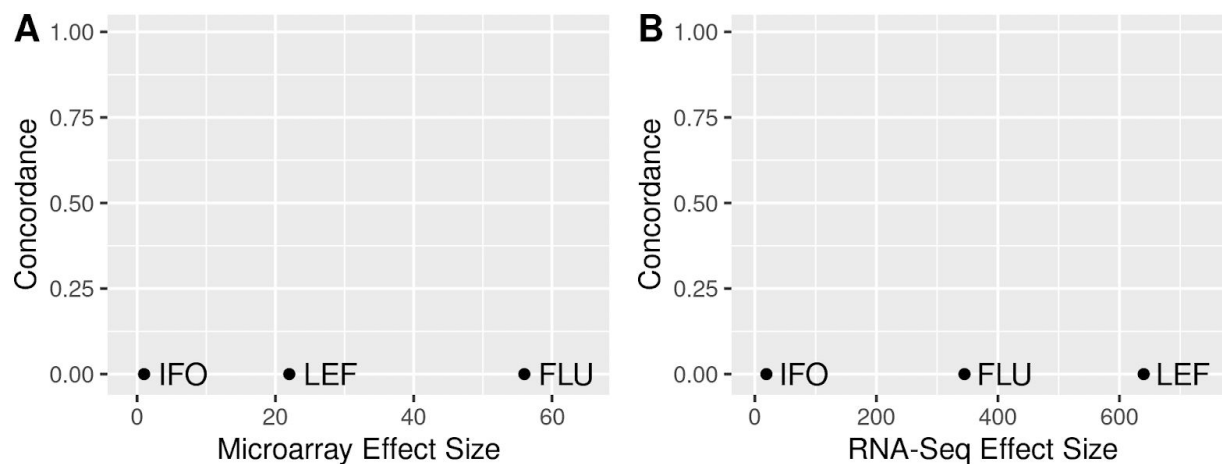 A
Concordance
1.00
0.75
0.50
0.25
0.00
IFO
LEF
FLU
0
20
40
60
Microarray Effect Size
B
Concordance
1.00
0.75
0.50
0.25
0.00
IFO
FLU
LEF
0
200
400
600
RNA-Seq Effect Size